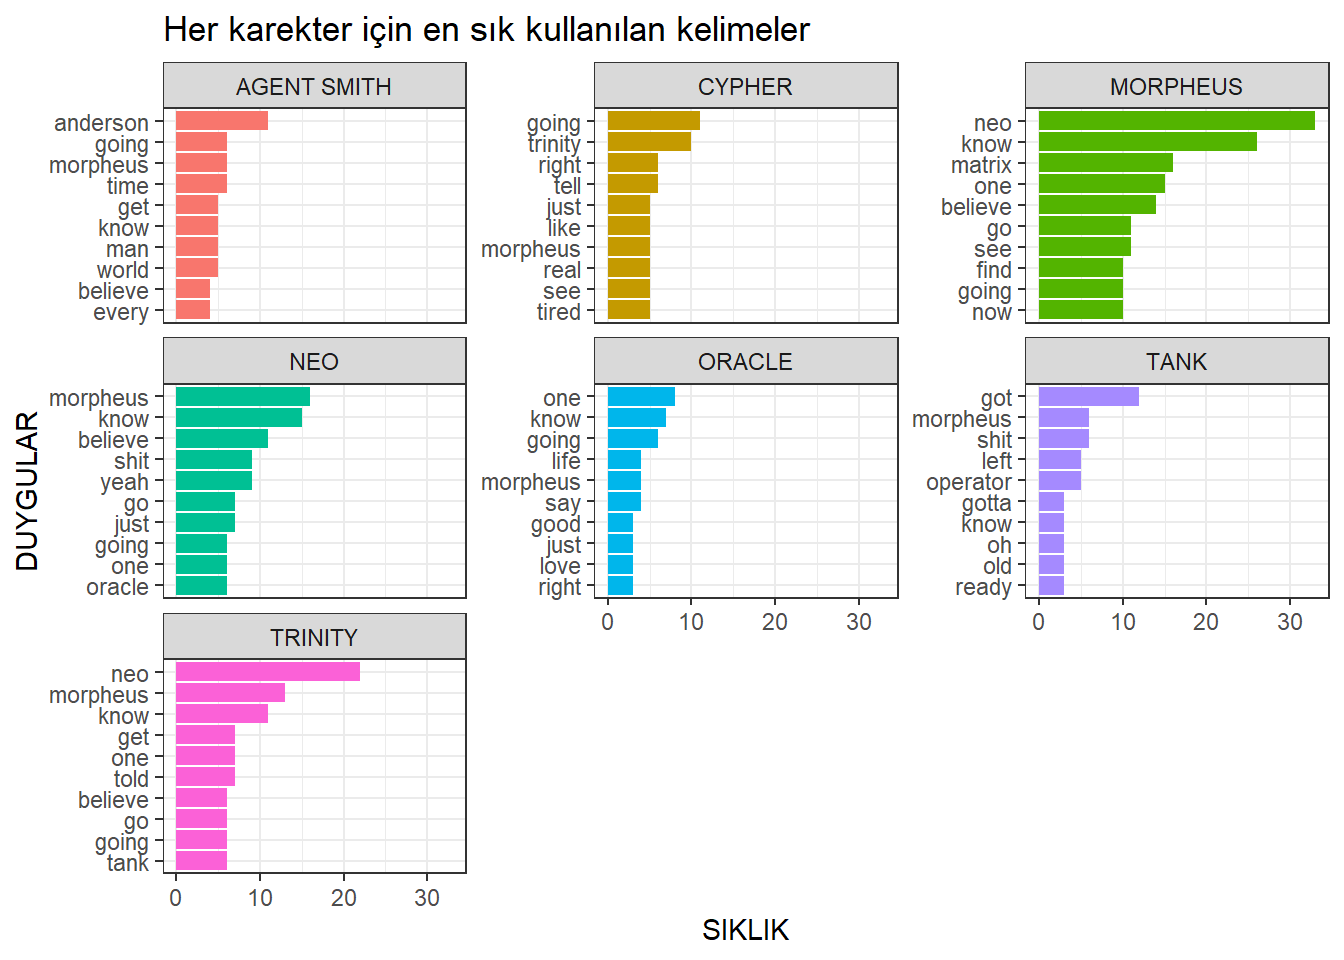 Her karekter için en sık kullanılan kelimeler
AGENT SMITH
anderson
going
morpheus
time
get
know
man
world
believe
every
CYPHER
going
trinity
right
tell
just
like
morpheus
real
see
tired
MORPHEUS
neo
know
matrix
one
believe
go
see
find
going
now
DUYGULAR
NEO
morpheus
know
believe
shit
yeah
go
just
going
one
oracle
ORACLE
one
know
going
life
morpheus
say
good
just
love
right
0 10 20 30
TANK
got
morpheus
shit
left
operator
gotta
know
oh
old
ready
0 10 20 30
TRINITY
neo
morpheus
know
get
one
told
believe
go
going
tank
0 10 20 30
SIKLIK